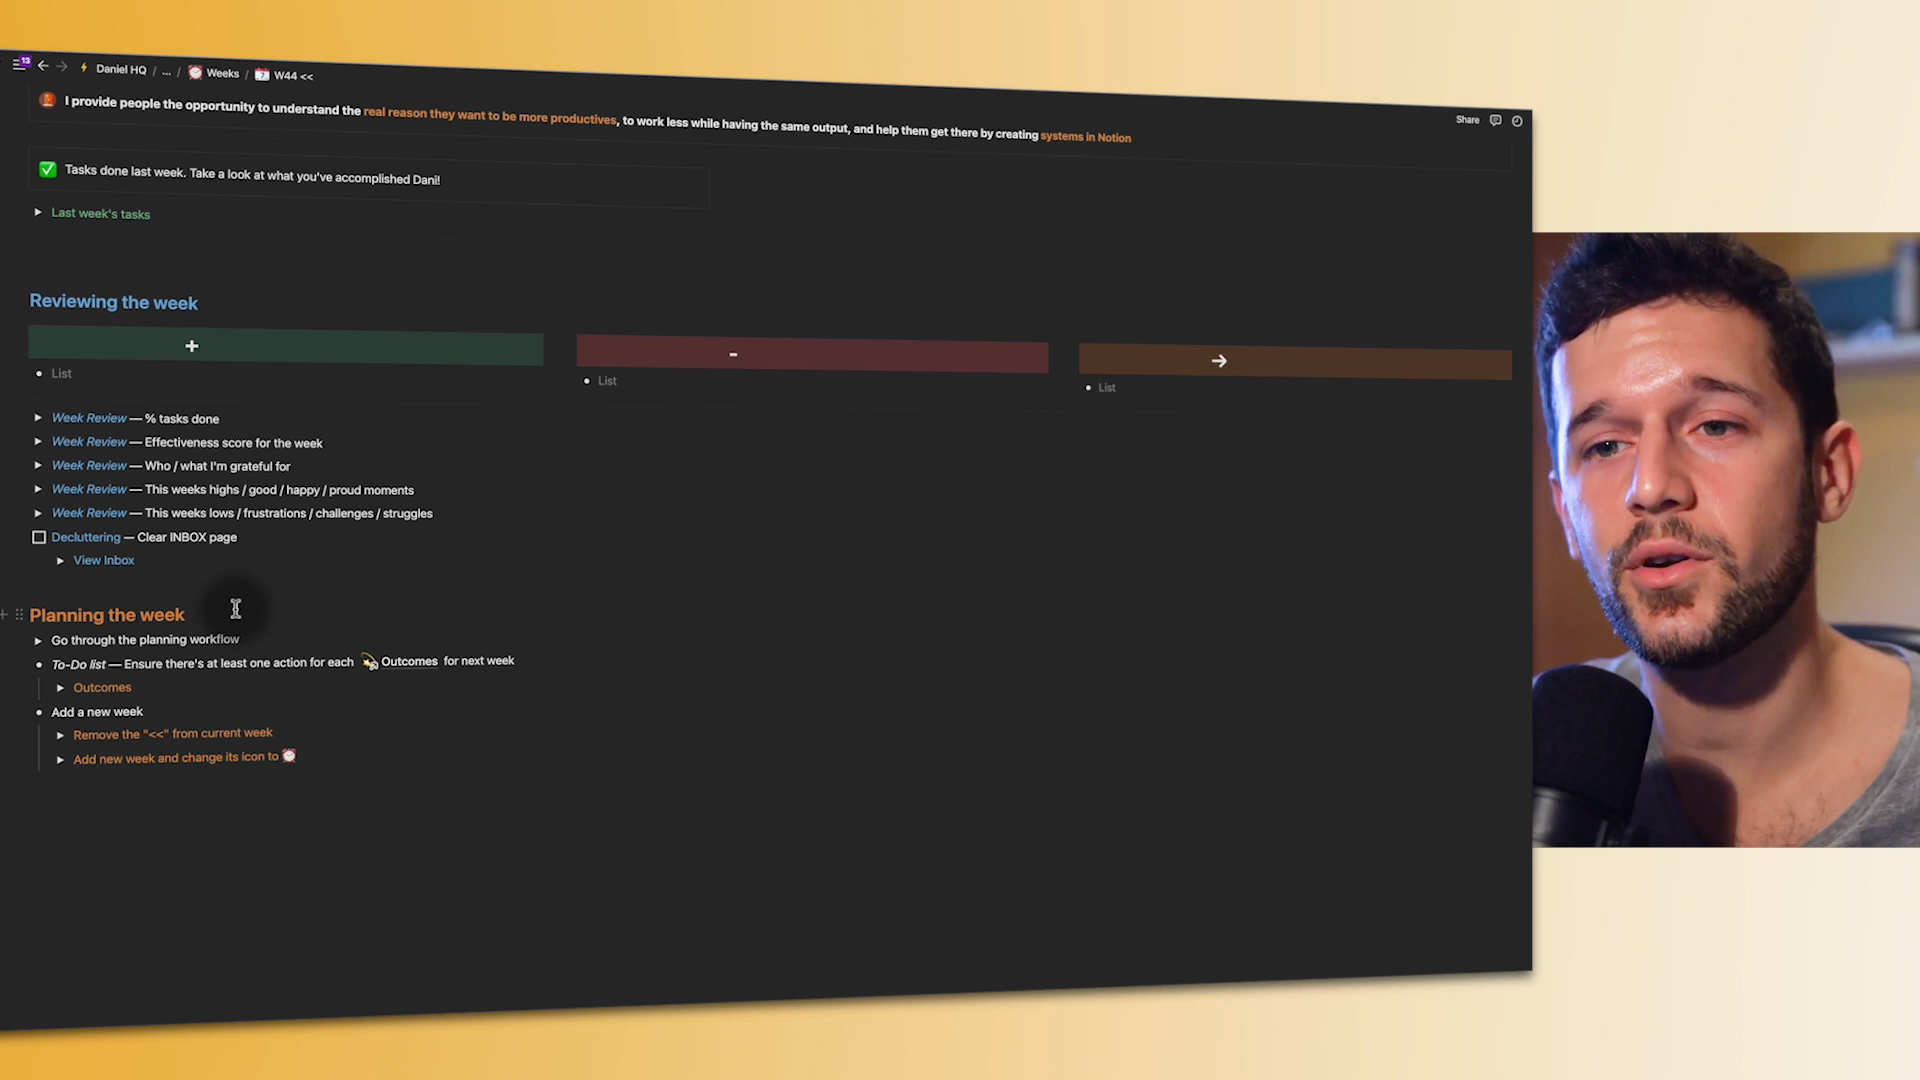 13 Daniel HQ / ... / Weeks / W44 <<
I provide people the opportunity to understand the real reason they want to be more productives, to work less while having the same output, and help them get there by creating systems in Notion
Share
Tasks done last week. Take a look at what you've accomplished Dani!
Last week's tasks
Reviewing the week
+ - →
List List List
Week Review — % tasks done
Week Review — Effectiveness score for the week
Week Review — Who / what I'm grateful for
Week Review — This weeks highs / good / happy / proud moments
Week Review — This weeks lows / frustrations / challenges / struggles
Decluttering — Clear INBOX page
View Inbox
Planning the week
Go through the planning workflow
To-Do list — Ensure there's at least one action for each Outcomes for next week
Outcomes
Add a new week
Remove the "<<" from current week
Add new week and change its icon to ⏰